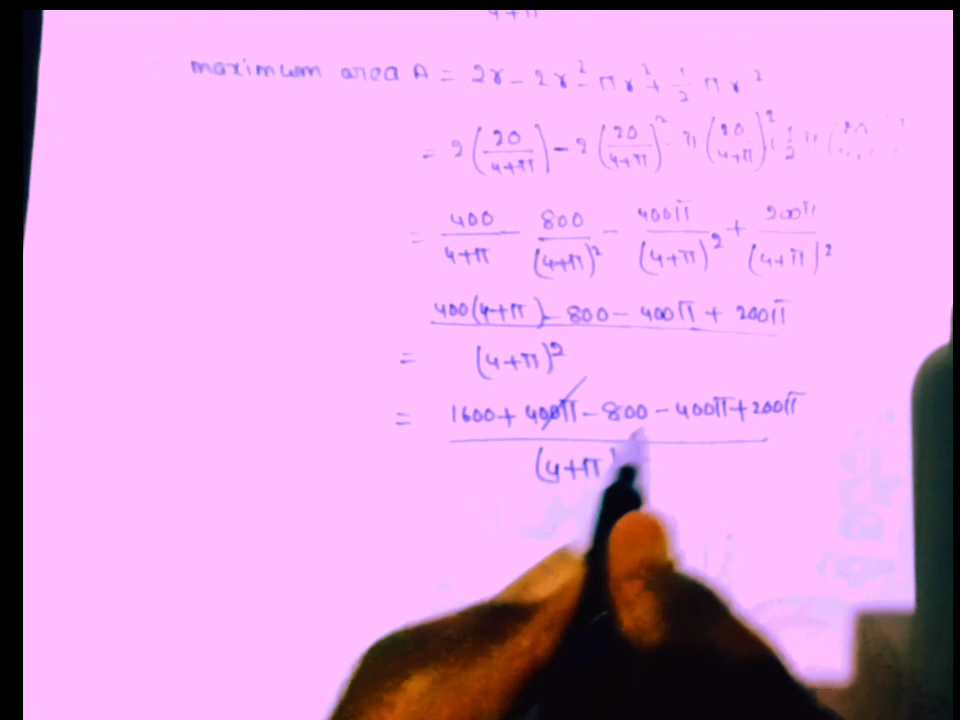 4+π
maximum area A = 2r - 2r² - πr² + 1/2 πr²
= 2(20/4+π) - 2(20/4+π)² π(20/4+π)² + 1/2 π(20
= 400/4+π 800/(4+π)² - 400π/(4+π)² + 200π/(4+π)²
= 400(4+π) - 800 - 400π + 200π/(4+π)²
= 1600 + 400π - 800 - 400π + 200π/(4+π)